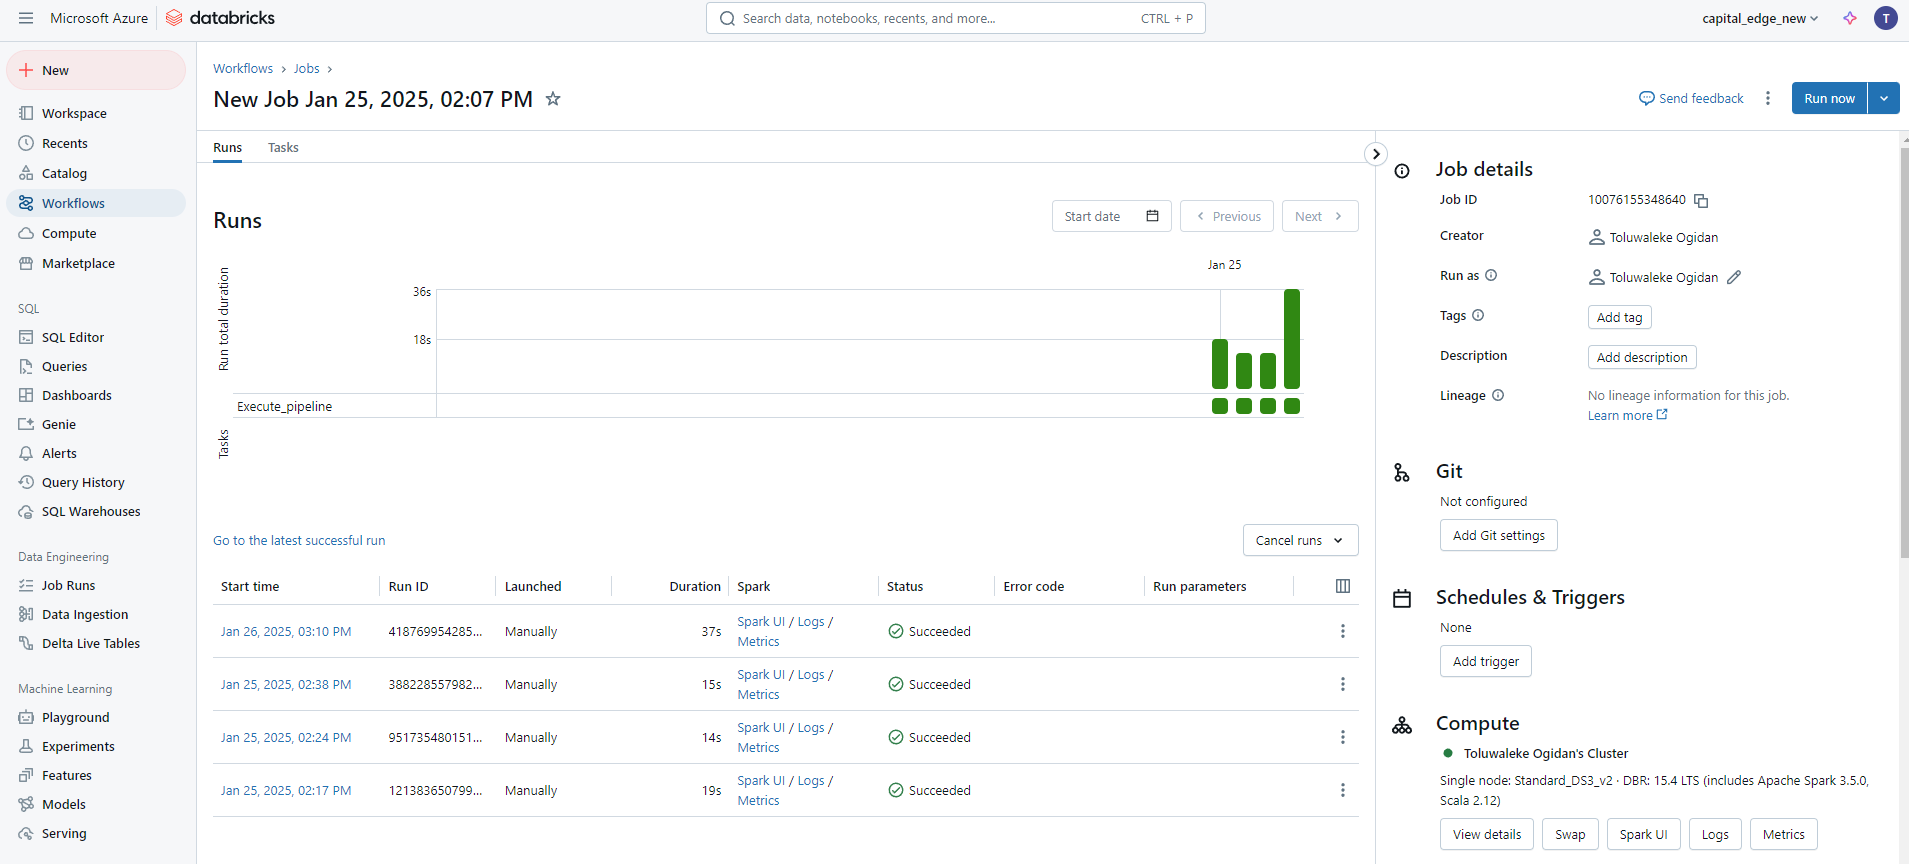 Microsoft Azure
databricks
Search data, notebooks, recents, and more...
CTRL + P
capital_edge_new
T
New
Workspace
Recents
Catalog
Workflows
Compute
Marketplace
SQL
SQL Editor
Queries
Dashboards
Genie
Alerts
Query History
SQL Warehouses
Data Engineering
Job Runs
Data Ingestion
Delta Live Tables
Machine Learning
Playground
Experiments
Features
Models
Serving
Workflows › Jobs ›
New Job Jan 25, 2025, 02:07 PM
Send feedback
Run now
Runs
Tasks
Runs
Start date
Previous
Next
Jan 25
Run total duration
36s
18s
Execute_pipeline
Tasks
Go to the latest successful run
Cancel runs
Start time Run ID Launched Duration Spark Status Error code Run parameters
Jan 26, 2025, 03:10 PM 418769954285... Manually 37s Spark UI / Logs / Succeeded
Metrics
Jan 25, 2025, 02:38 PM 388228557982... Manually 15s Spark UI / Logs / Succeeded
Metrics
Jan 25, 2025, 02:24 PM 951735480151... Manually 14s Spark UI / Logs / Succeeded
Metrics
Jan 25, 2025, 02:17 PM 121383650799... Manually 19s Spark UI / Logs / Succeeded
Metrics
Job details
Job ID 10076155348640
Creator Toluwaleke Ogidan
Run as Toluwaleke Ogidan
Tags Add tag
Description Add description
Lineage No lineage information for this job.
Learn more
Git
Not configured
Add Git settings
Schedules & Triggers
None
Add trigger
Compute
Toluwaleke Ogidan's Cluster
Single node: Standard_DS3_v2 · DBR: 15.4 LTS (includes Apache Spark 3.5.0,
Scala 2.12)
View details Swap Spark UI Logs Metrics